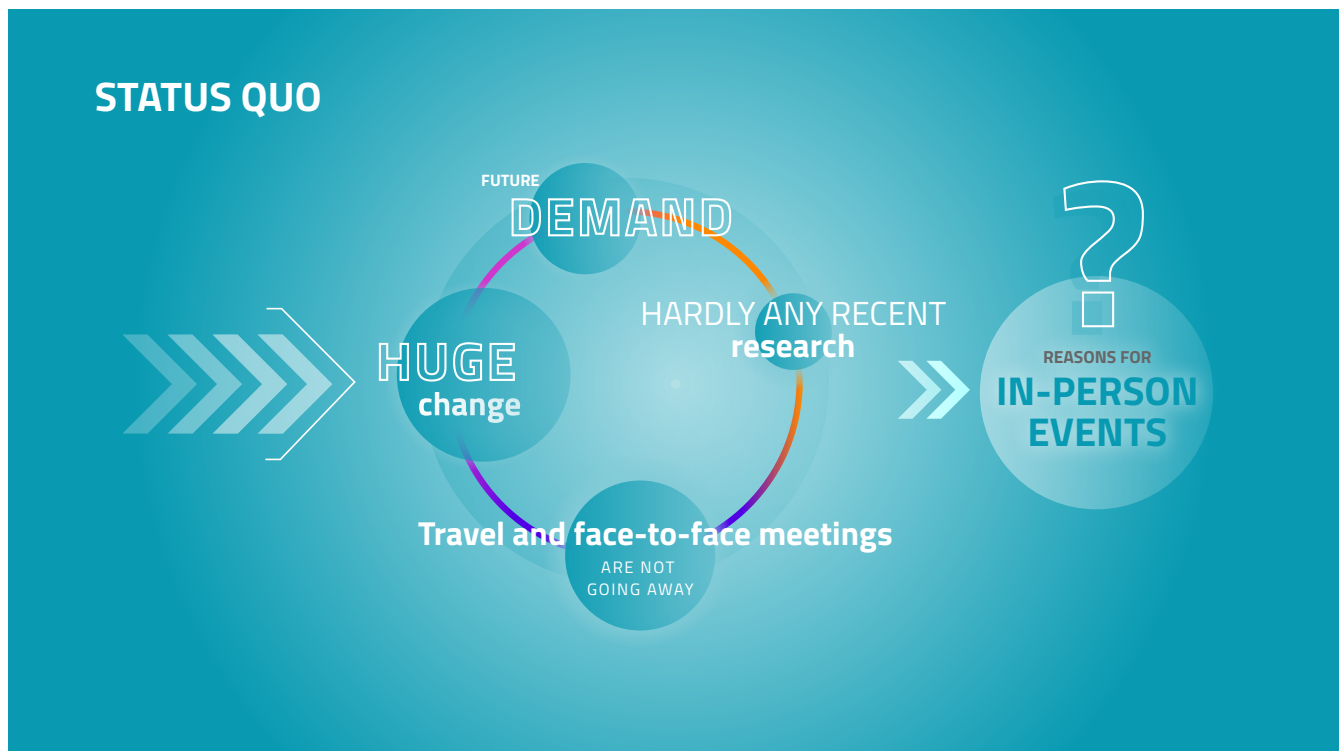 STATUS QUO
FUTURE
DEMAND
HARDLY ANY RECENT
research
HUGE
change
Travel and face-to-face meetings
ARE NOT
GOING AWAY
?
REASONS FOR
IN-PERSON
EVENTS